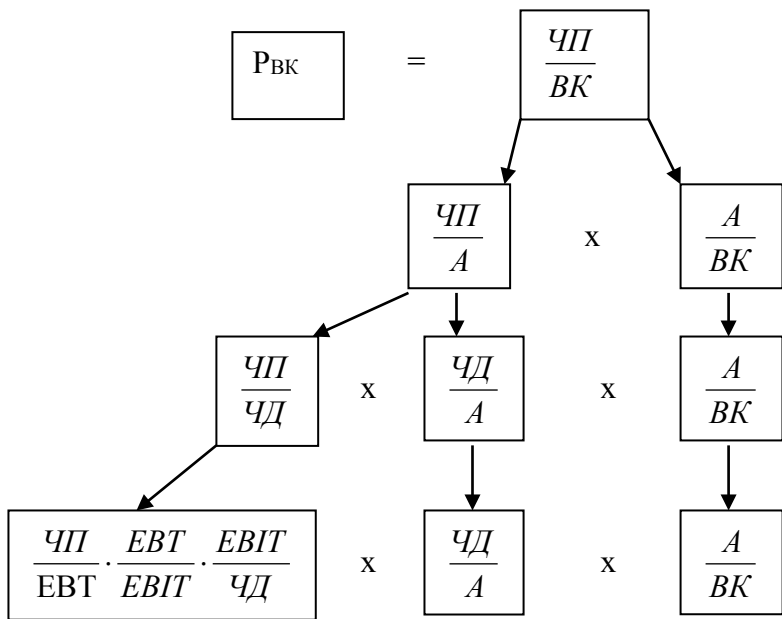 РВК = ЧП/ВК
ЧП/А х А/ВК
ЧП/ЧД х ЧД/А х А/ВК
ЧП/EBT · EBT/EBIT · EBIT/ЧД х ЧД/А х А/ВК